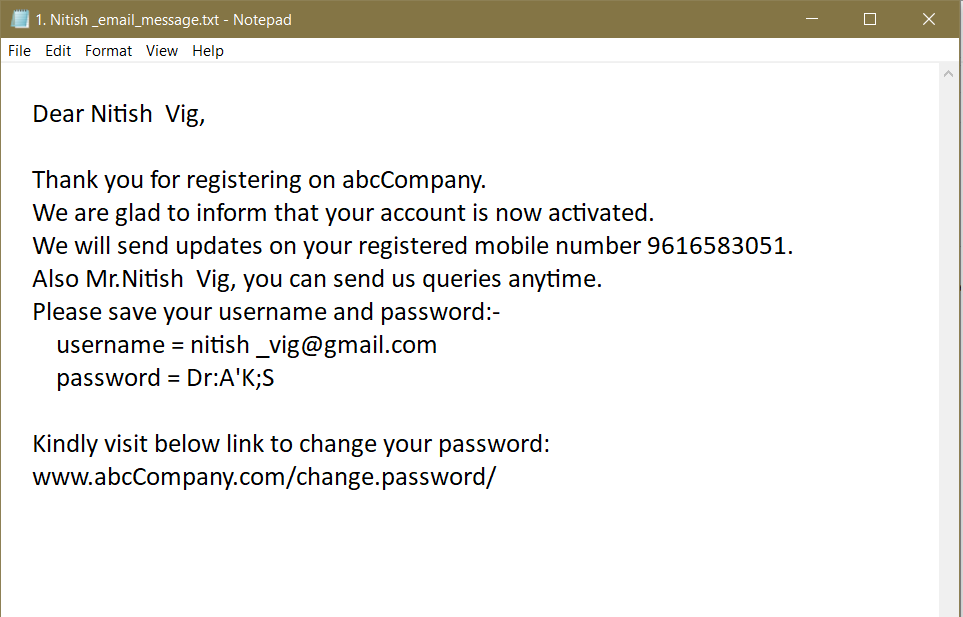 1. Nitish _email_message.txt - Notepad
File Edit Format View Help
Dear Nitish  Vig,
Thank you for registering on abcCompany.
We are glad to inform that your account is now activated.
We will send updates on your registered mobile number 9616583051.
Also Mr.Nitish  Vig, you can send us queries anytime.
Please save your username and password:-
username = nitish _vig@gmail.com
password = Dr:A'K;S
Kindly visit below link to change your password:
www.abcCompany.com/change.password/